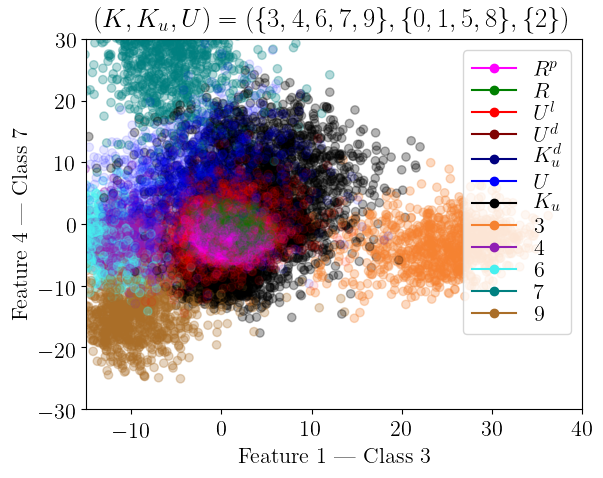 (K, K_u, U) = ({3, 4, 6, 7, 9}, {0, 1, 5, 8}, {2})
30
20
10
0
−10
−20
−30
Feature 4 — Class 7
R^p
R
U^l
U^d
K_u^d
U
K_u
3
4
6
7
9
−10
0
10
20
30
40
Feature 1 — Class 3